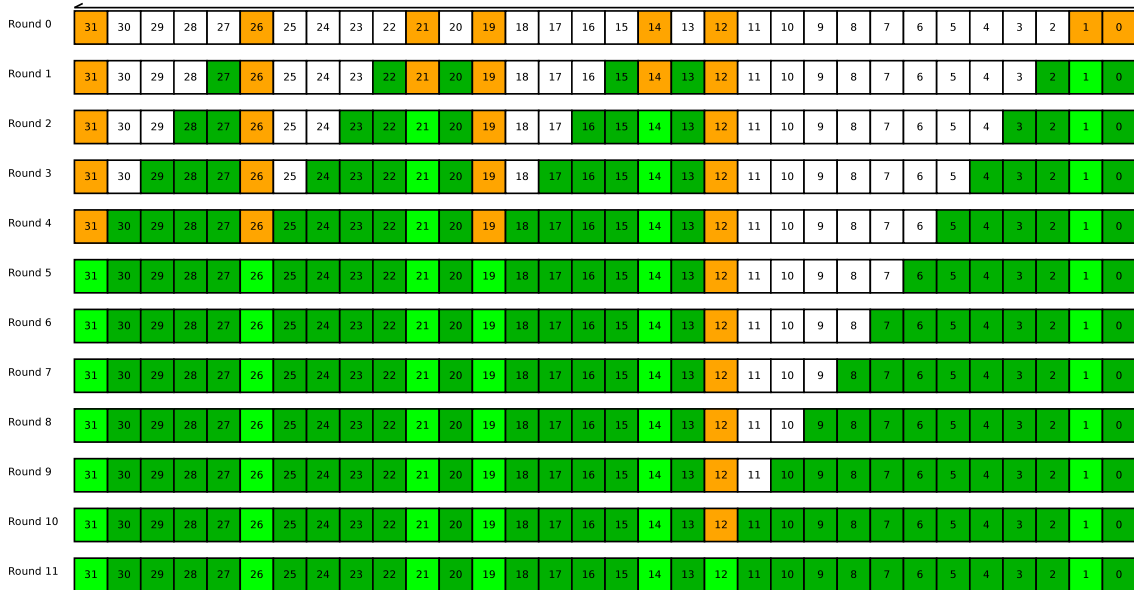 Round 0 31 30 29 28 27 26 25 24 23 22 21 20 19 18 17 16 15 14 13 12 11 10 9 8 7 6 5 4 3 2 1 0
Round 1 31 30 29 28 27 26 25 24 23 22 21 20 19 18 17 16 15 14 13 12 11 10 9 8 7 6 5 4 3 2 1 0
Round 2 31 30 29 28 27 26 25 24 23 22 21 20 19 18 17 16 15 14 13 12 11 10 9 8 7 6 5 4 3 2 1 0
Round 3 31 30 29 28 27 26 25 24 23 22 21 20 19 18 17 16 15 14 13 12 11 10 9 8 7 6 5 4 3 2 1 0
Round 4 31 30 29 28 27 26 25 24 23 22 21 20 19 18 17 16 15 14 13 12 11 10 9 8 7 6 5 4 3 2 1 0
Round 5 31 30 29 28 27 26 25 24 23 22 21 20 19 18 17 16 15 14 13 12 11 10 9 8 7 6 5 4 3 2 1 0
Round 6 31 30 29 28 27 26 25 24 23 22 21 20 19 18 17 16 15 14 13 12 11 10 9 8 7 6 5 4 3 2 1 0
Round 7 31 30 29 28 27 26 25 24 23 22 21 20 19 18 17 16 15 14 13 12 11 10 9 8 7 6 5 4 3 2 1 0
Round 8 31 30 29 28 27 26 25 24 23 22 21 20 19 18 17 16 15 14 13 12 11 10 9 8 7 6 5 4 3 2 1 0
Round 9 31 30 29 28 27 26 25 24 23 22 21 20 19 18 17 16 15 14 13 12 11 10 9 8 7 6 5 4 3 2 1 0
Round 10 31 30 29 28 27 26 25 24 23 22 21 20 19 18 17 16 15 14 13 12 11 10 9 8 7 6 5 4 3 2 1 0
Round 11 31 30 29 28 27 26 25 24 23 22 21 20 19 18 17 16 15 14 13 12 11 10 9 8 7 6 5 4 3 2 1 0